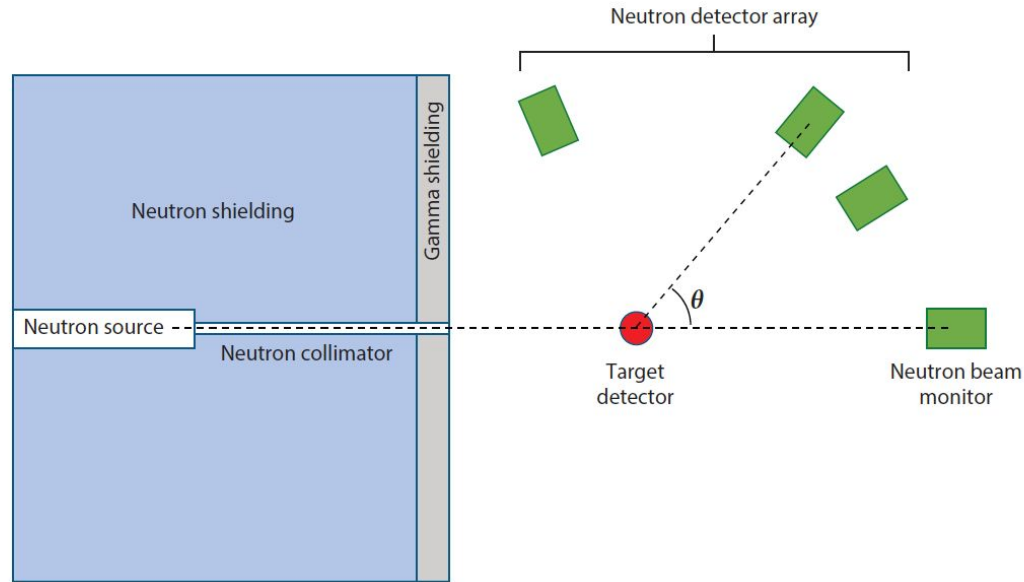 Neutron detector array
Gamma shielding
Neutron shielding
θ
Neutron source
Neutron collimator
Target
detector
Neutron beam
monitor